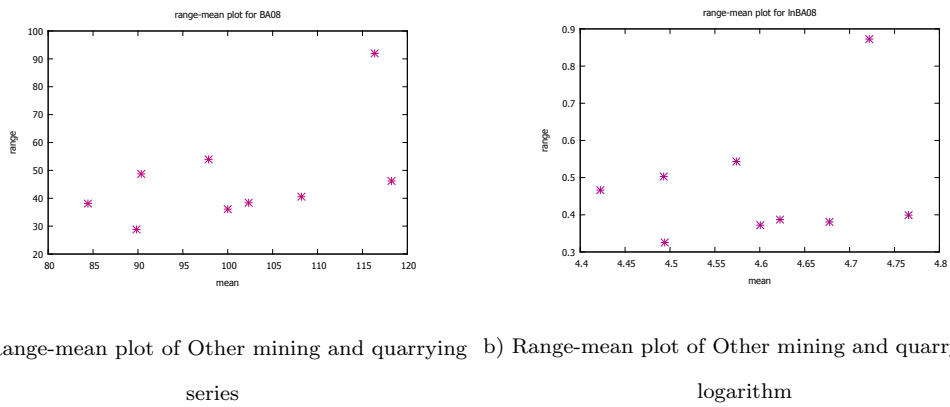 range-mean plot for BA08
100
90
80
70
60
50
40
30
20
range
80 85 90 95 100 105 110 115 120
mean
range-mean plot for lnBA08
0.9
0.8
0.7
0.6
0.5
0.4
0.3
range
4.4 4.45 4.5 4.55 4.6 4.65 4.7 4.75 4.8
mean
ange-mean plot of Other mining and quarrying
series
b) Range-mean plot of Other mining and quarry
logarithm